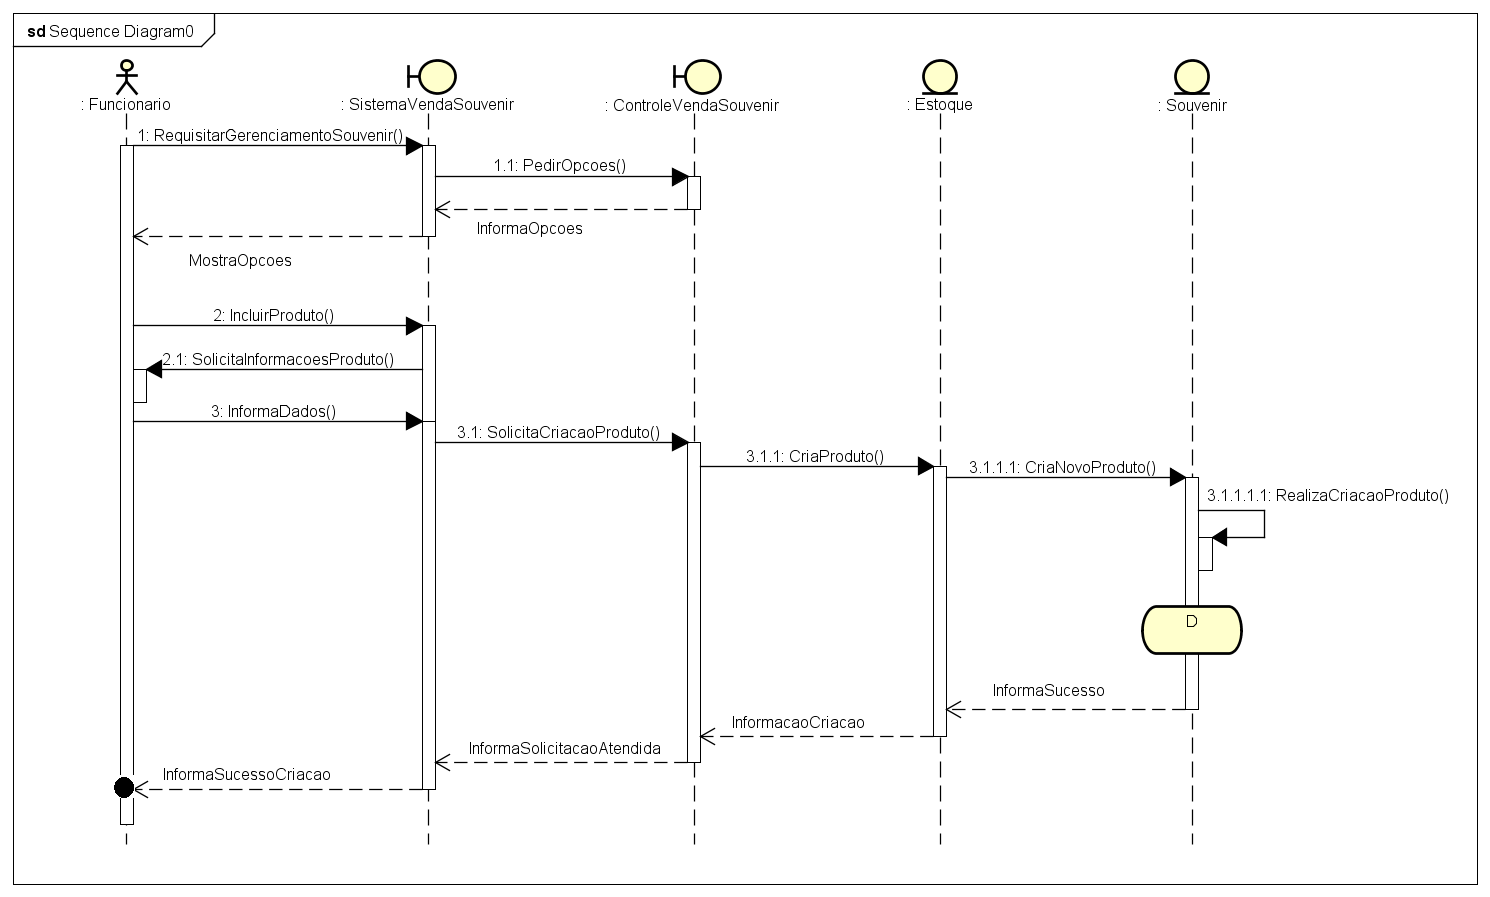 sd Sequence Diagram0
: Funcionario
: SistemaVendaSouvenir
: ControleVendaSouvenir
: Estoque
: Souvenir
1: RequisitarGerenciamentoSouvenir()
1.1: PedirOpcoes()
InformaOpcoes
MostraOpcoes
2: IncluirProduto()
2.1: SolicitaInformacoesProduto()
3: InformaDados()
3.1: SolicitaCriacaoProduto()
3.1.1: CriaProduto()
3.1.1.1: CriaNovoProduto()
3.1.1.1.1: RealizaCriacaoProduto()
D
InformaSucesso
InformacaoCriacao
InformaSolicitacaoAtendida
InformaSucessoCriacao